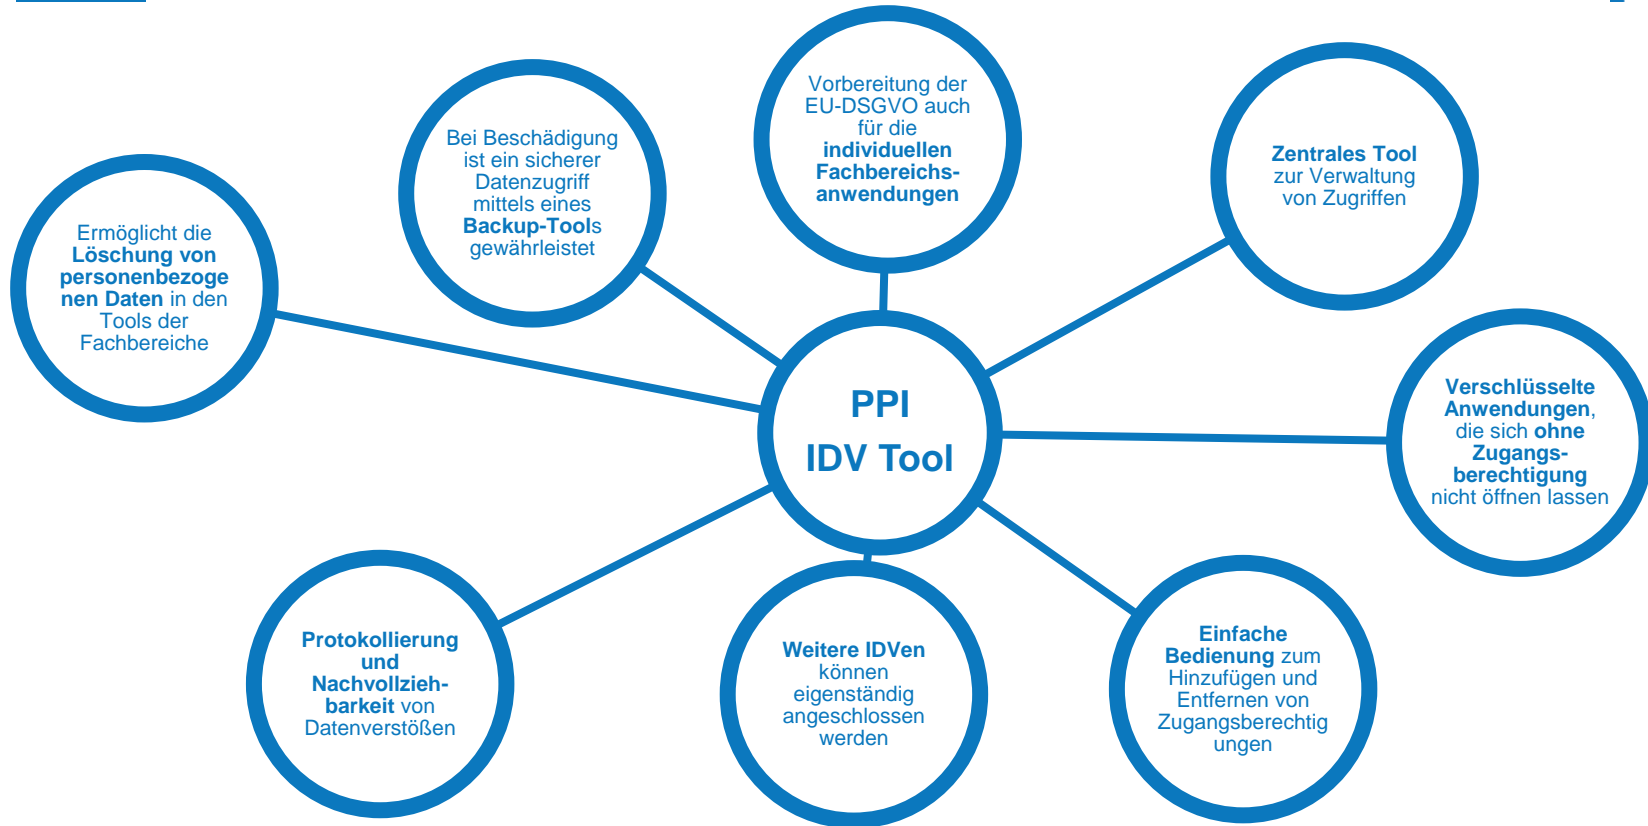 Vorbereitung der
EU-DSGVO auch
für die
individuellen
Fachbereichs-
anwendungen
Bei Beschädigung
ist ein sicherer
Datenzugriff
mittels eines
Backup-Tools
gewährleistet
Zentrales Tool
zur Verwaltung
von Zugriffen
Ermöglicht die
Löschung von
personenbezoge
nen Daten in den
Tools der
Fachbereiche
PPI
IDV Tool
Verschlüsselte
Anwendungen,
die sich ohne
Zugangs-
berechtigung
nicht öffnen lassen
Protokollierung
und
Nachvollzieh-
barkeit von
Datenverstößen
Weitere IDVen
können
eigenständig
angeschlossen
werden
Einfache
Bedienung zum
Hinzufügen und
Entfernen von
Zugangsberechtig
ungen